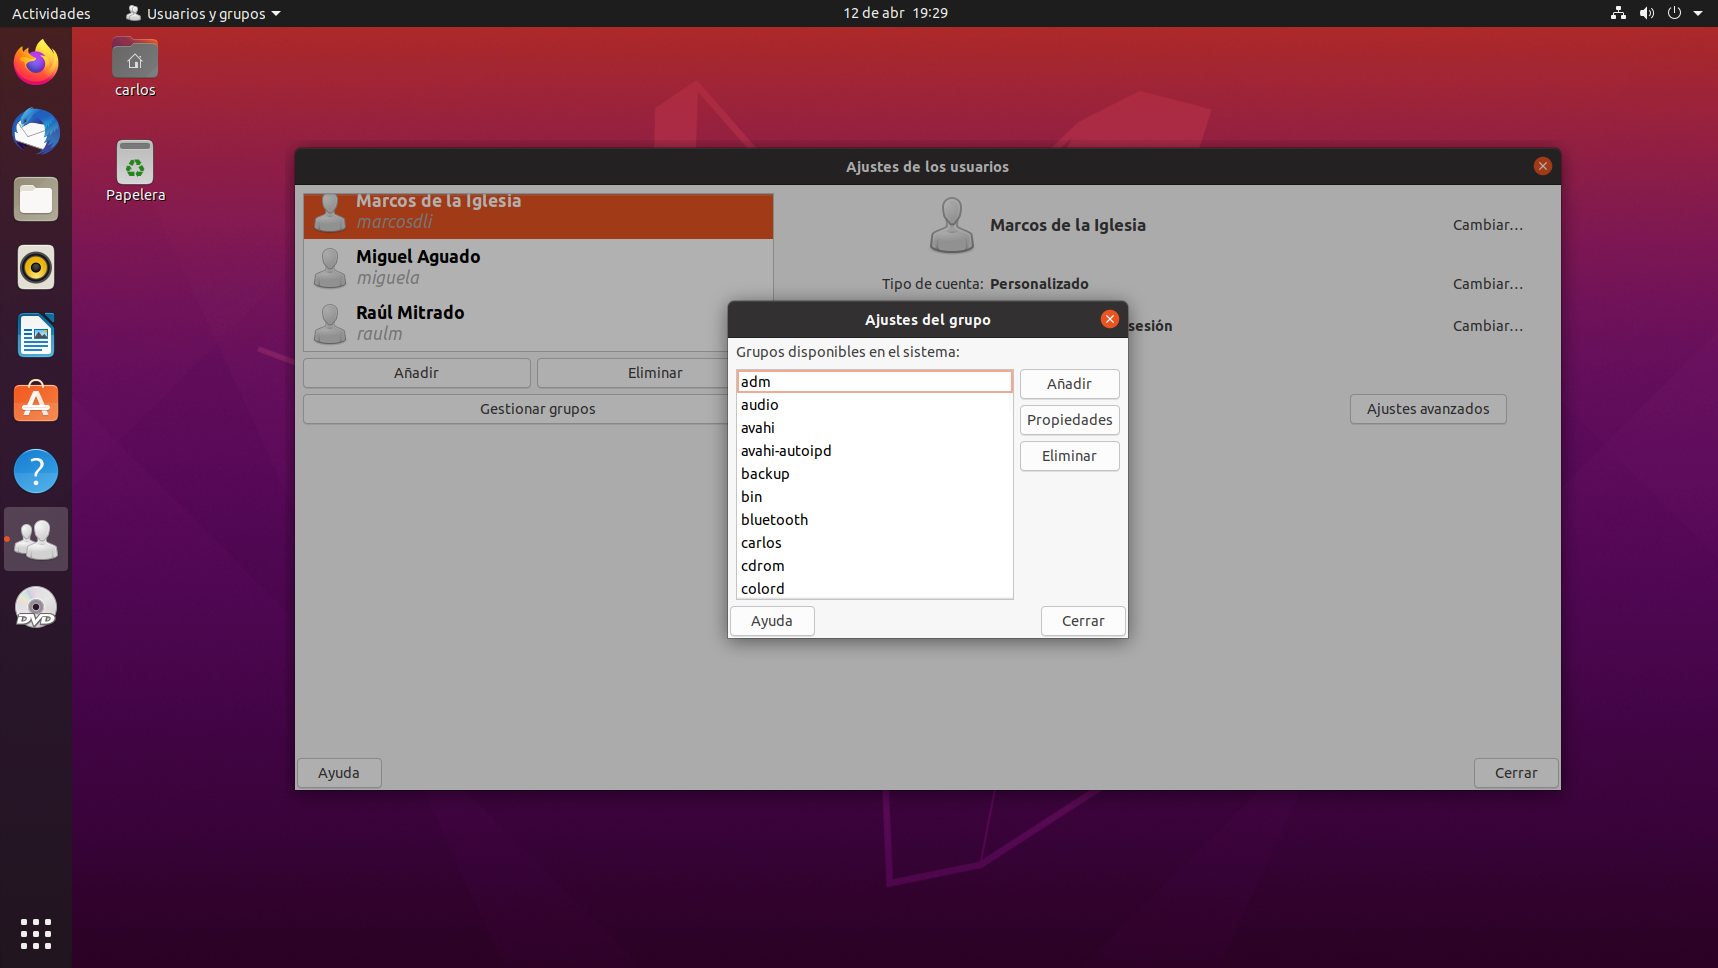 Actividades
Usuarios y grupos
12 de abr 19:29
carlos
Papelera
Ajustes de los usuarios
Marcos de la Iglesia
marcosdli
Miguel Aguado
miguela
Raúl Mitrado
raulm
Añadir
Eliminar
Gestionar grupos
Marcos de la Iglesia
Cambiar...
Tipo de cuenta: Personalizado
Cambiar...
sesión
Cambiar...
Ajustes avanzados
Ajustes del grupo
Grupos disponibles en el sistema:
adm
audio
avahi
avahi-autoipd
backup
bin
bluetooth
carlos
cdrom
colord
Añadir
Propiedades
Eliminar
Ayuda
Cerrar
Ayuda
Cerrar
DVD